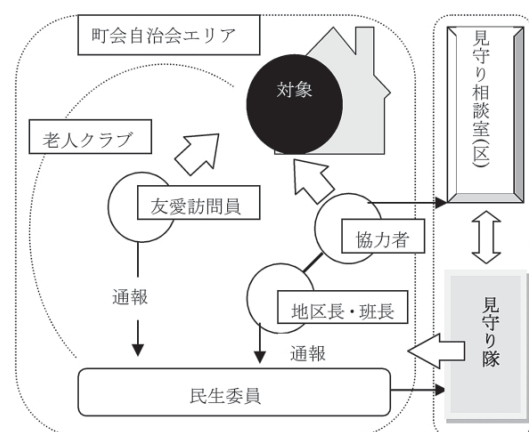 町会自治会エリア
対象
見守り相談室(区)
老人クラブ
友愛訪問員
協力者
通報
地区長・班長
通報
見守り隊
民生委員